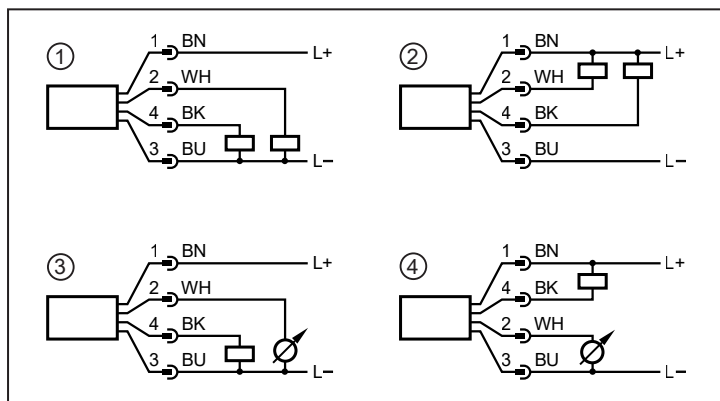 ① 1 BN L+
2 WH
4 BK
3 BU L−
② 1 BN L+
2 WH
4 BK
3 BU L−
③ 1 BN L+
2 WH
4 BK
3 BU L−
④ 1 BN L+
4 BK
2 WH
3 BU L−